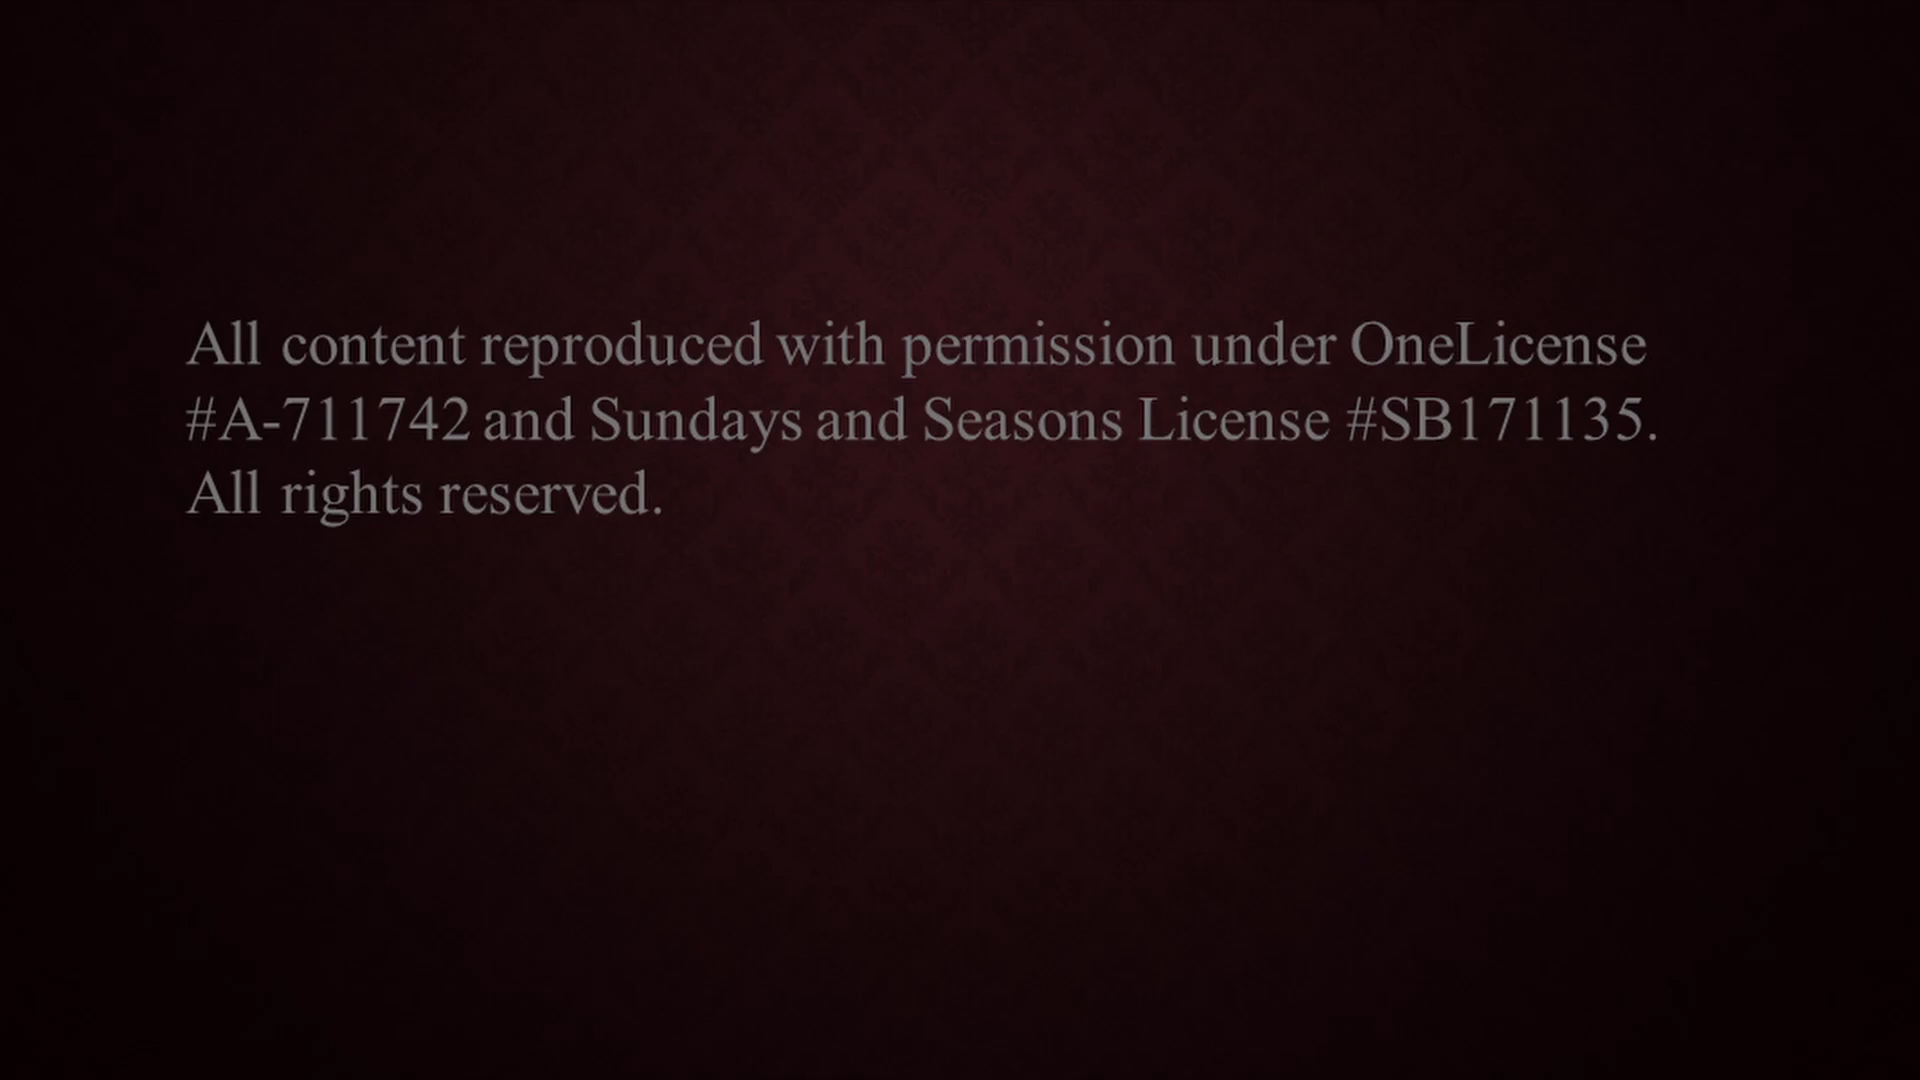 All content reproduced with permission under OneLicense
#A-711742 and Sundays and Seasons License #SB171135.
All rights reserved.